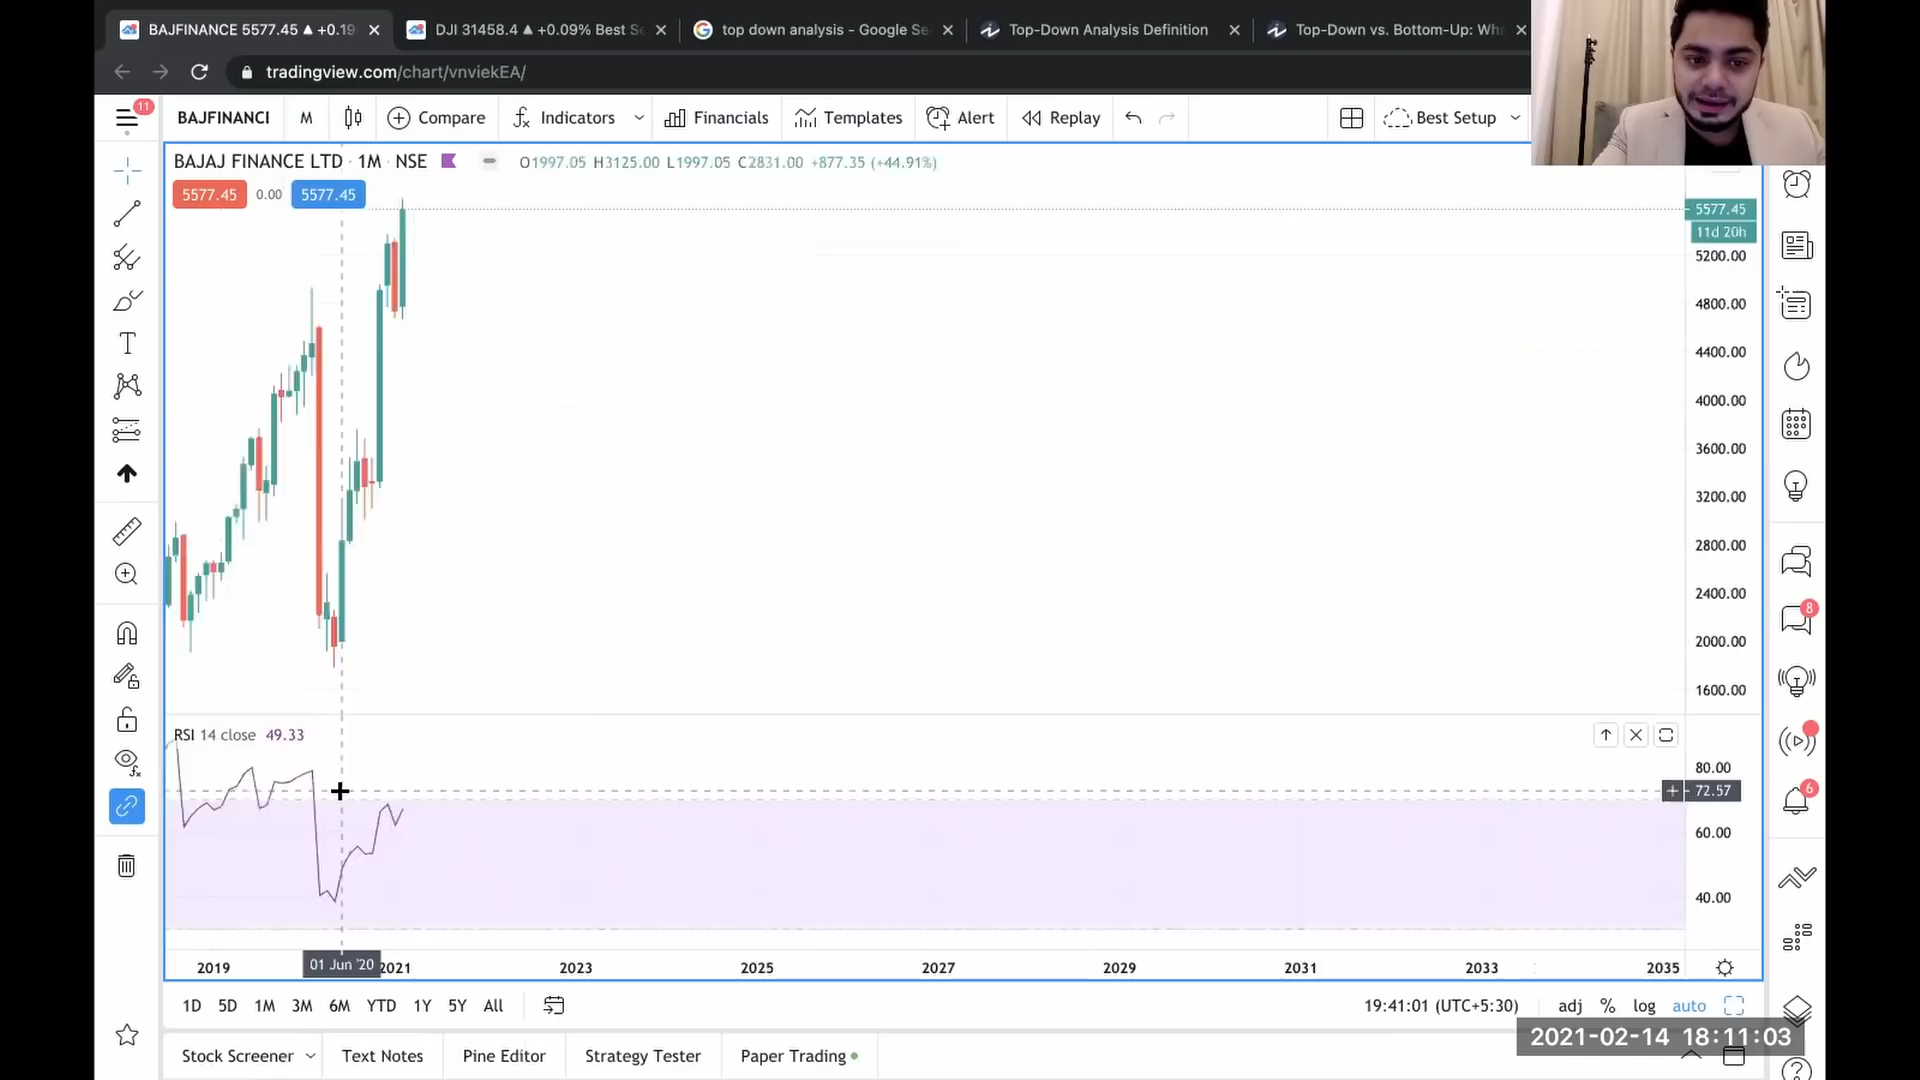 BAJFINANCE 5577.45 ▲ +0.19
DJI 31458.4 ▲ +0.09% Best Se
top down analysis - Google Se
Top-Down Analysis Definition
Top-Down vs. Bottom-Up: Wha
tradingview.com/chart/vnviekEA/
11
BAJFINANCI
M
Compare
Indicators
Financials
Templates
Alert
Replay
Best Setup
BAJAJ FINANCE LTD · 1M · NSE
O1997.05 H3125.00 L1997.05 C2831.00 +877.35 (+44.91%)
5577.45
0.00
5577.45
5577.45
11d 20h
5200.00
4800.00
4400.00
4000.00
3600.00
3200.00
2800.00
2400.00
2000.00
1600.00
RSI 14 close 49.33
80.00
72.57
60.00
40.00
2019
01 Jun '20
2021
2023
2025
2027
2029
2031
2033
2035
8
6
1D 5D 1M 3M 6M YTD 1Y 5Y All
19:41:01 (UTC+5:30)
adj % log auto
2021-02-14 18:11:03
Stock Screener
Text Notes
Pine Editor
Strategy Tester
Paper Trading